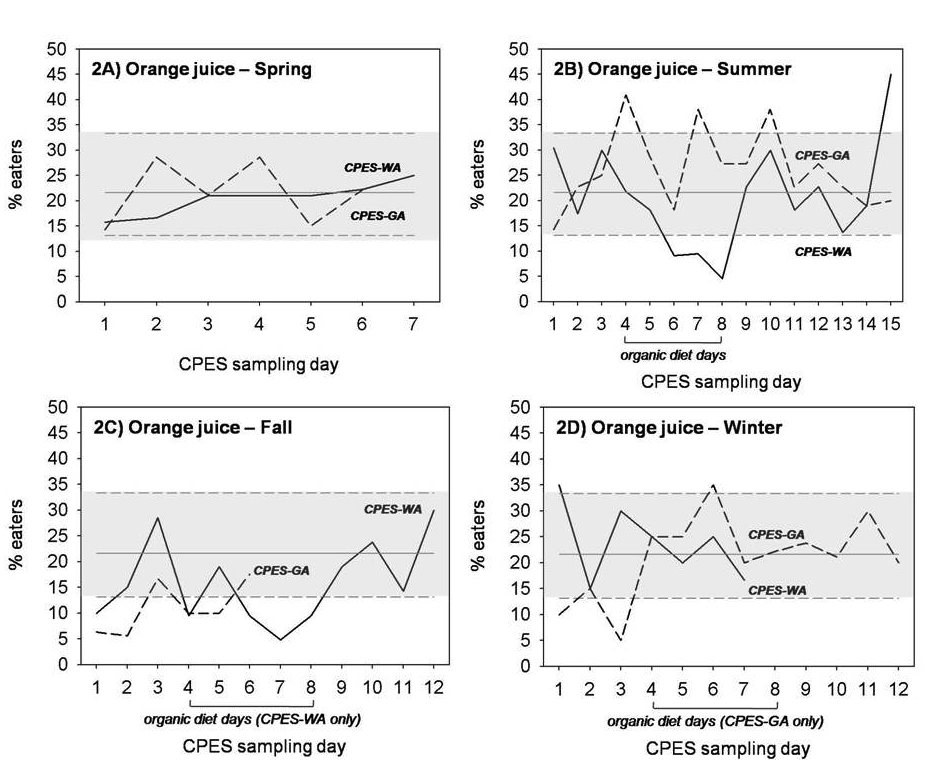 2A) Orange juice – Spring
% eaters
50
45
40
35
30
25
20
15
10
5
0
CPES-WA
CPES-GA
1 2 3 4 5 6 7
CPES sampling day
2B) Orange juice – Summer
% eaters
50
45
40
35
30
25
20
15
10
5
0
CPES-GA
CPES-WA
1 2 3 4 5 6 7 8 9 10 11 12 13 14 15
organic diet days
CPES sampling day
2C) Orange juice – Fall
% eaters
50
45
40
35
30
25
20
15
10
5
0
CPES-WA
CPES-GA
1 2 3 4 5 6 7 8 9 10 11 12
organic diet days (CPES-WA only)
CPES sampling day
2D) Orange juice – Winter
% eaters
50
45
40
35
30
25
20
15
10
5
0
CPES-GA
CPES-WA
1 2 3 4 5 6 7 8 9 10 11 12
organic diet days (CPES-GA only)
CPES sampling day